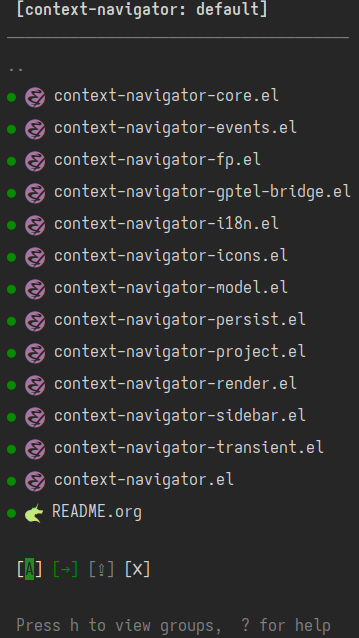 [context-navigator: default]
..
context-navigator-core.el
context-navigator-events.el
context-navigator-fp.el
context-navigator-gptel-bridge.el
context-navigator-i18n.el
context-navigator-icons.el
context-navigator-model.el
context-navigator-persist.el
context-navigator-project.el
context-navigator-render.el
context-navigator-sidebar.el
context-navigator-transient.el
context-navigator.el
README.org
[A] [→] [⇪] [X]
Press h to view groups,  ? for help